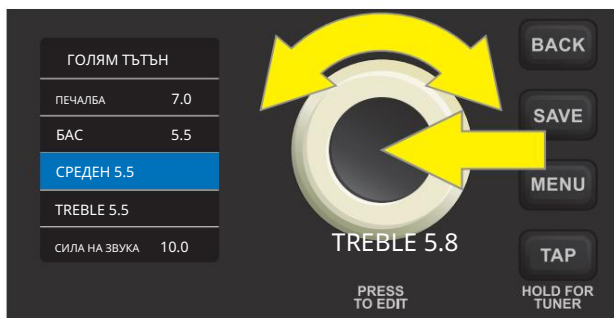 ГОЛЯМ ТЪТЪН
ПЕЧАЛБА 7.0
БАС 5.5
СРЕДЕН 5.5
TREBLE 5.5
СИЛА НА ЗВУКА 10.0
TREBLE 5.8
PRESS
TO EDIT
BACK
SAVE
MENU
TAP
HOLD FOR
TUNER